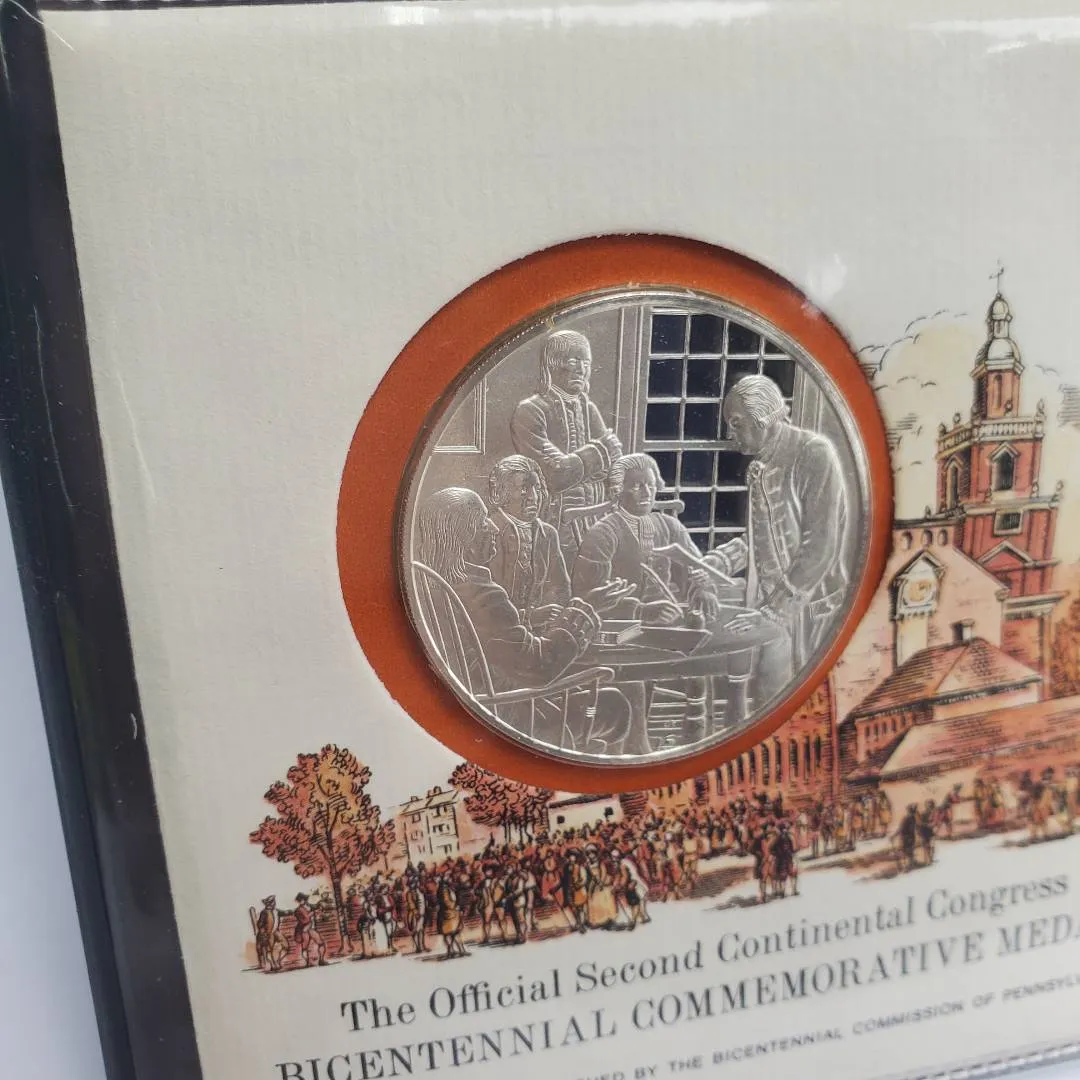 The Official Second Continental Congress
BICENTENNIAL COMMEMORATIVE MEDA
BY THE BICENTENNIAL COMMISSION OF PENNSYL